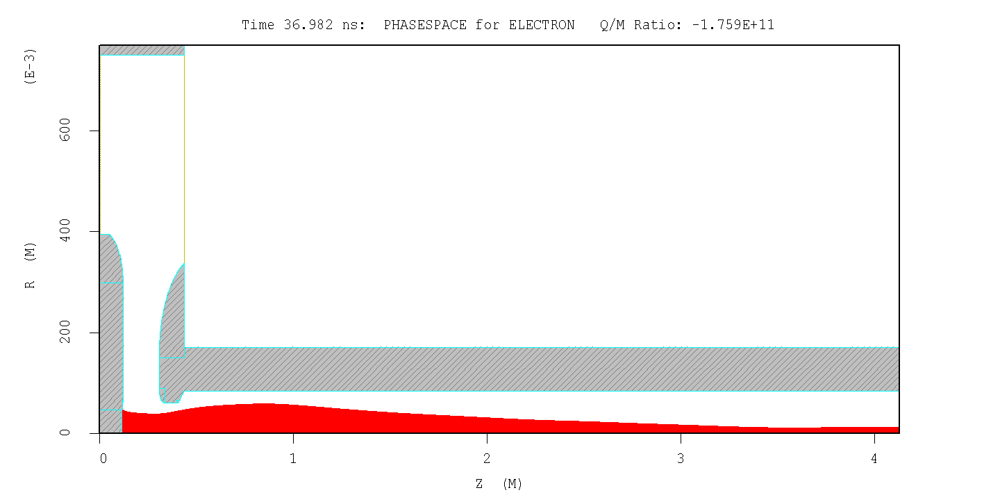 Time 36.982 ns:  PHASESPACE for ELECTRON   Q/M Ratio: -1.759E+11
(E-3)
R (M)
600
400
200
0
0 1 2 3 4
Z (M)